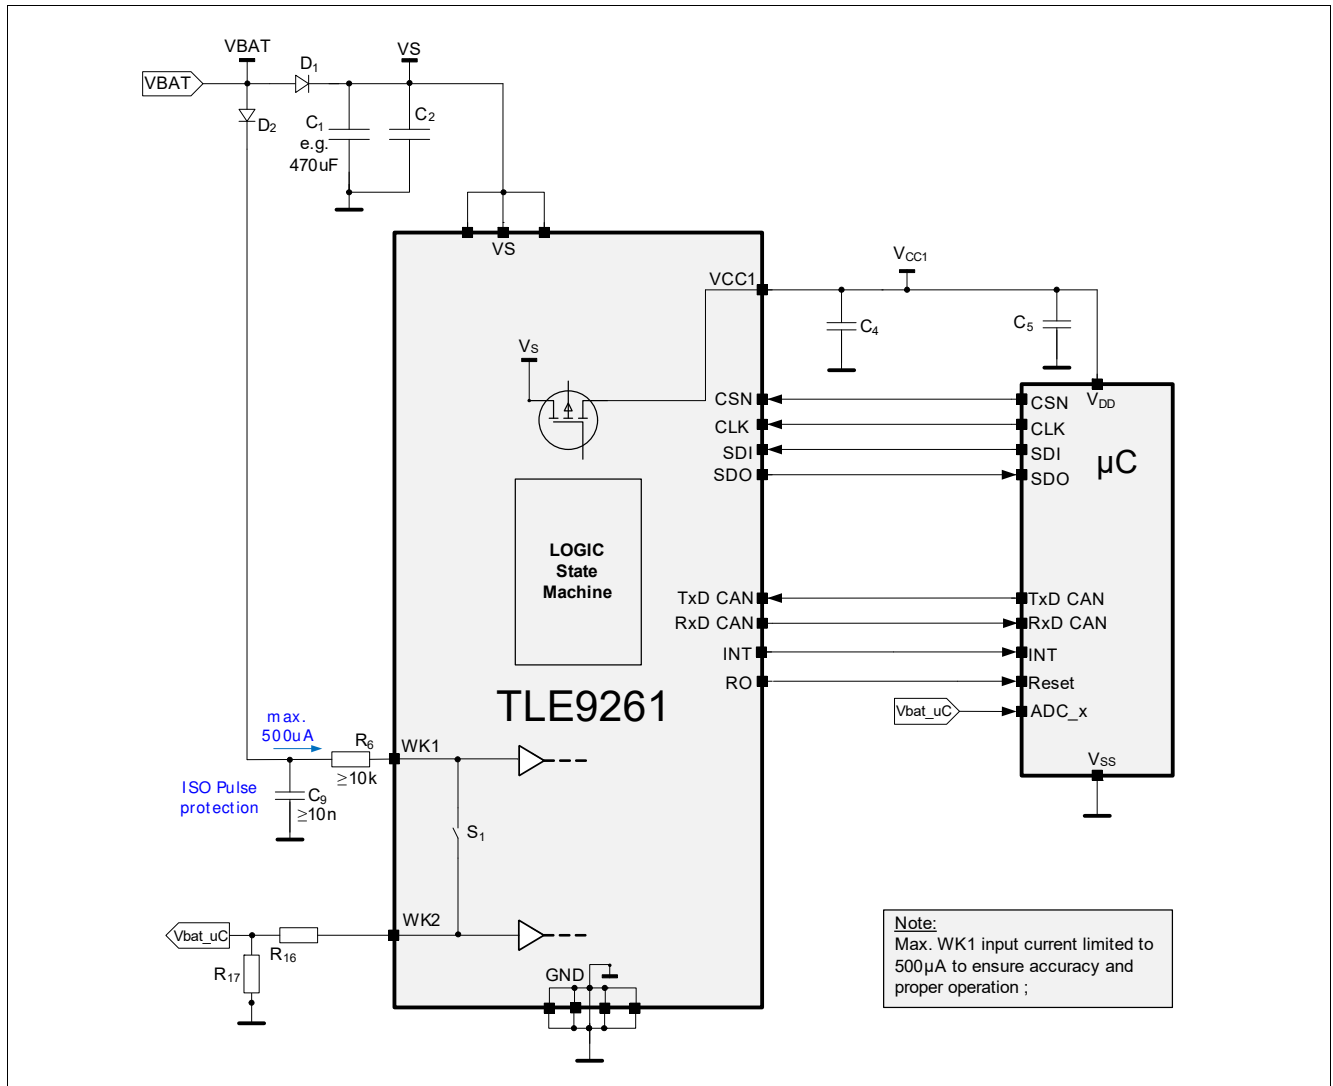 VBAT
VS
VBAT
D1
D2
C1
e.g.
470uF
C2
VS
VCC1
VCC1
C4
C5
VS
CSN
CLK
SDI
SDO
CSN
VDD
CLK
SDI
SDO
µC
LOGIC
State
Machine
TxD CAN
RxD CAN
INT
RO
TxD CAN
RxD CAN
INT
Reset
Vbat_uC
ADC_x
VSS
TLE9261
max.
500uA
R6
≥10k
WK1
ISO Pulse
protection
C9
≥10n
S1
WK2
Vbat_uC
R16
R17
GND
Note:
Max. WK1 input current limited to
500µA to ensure accuracy and
proper operation ;